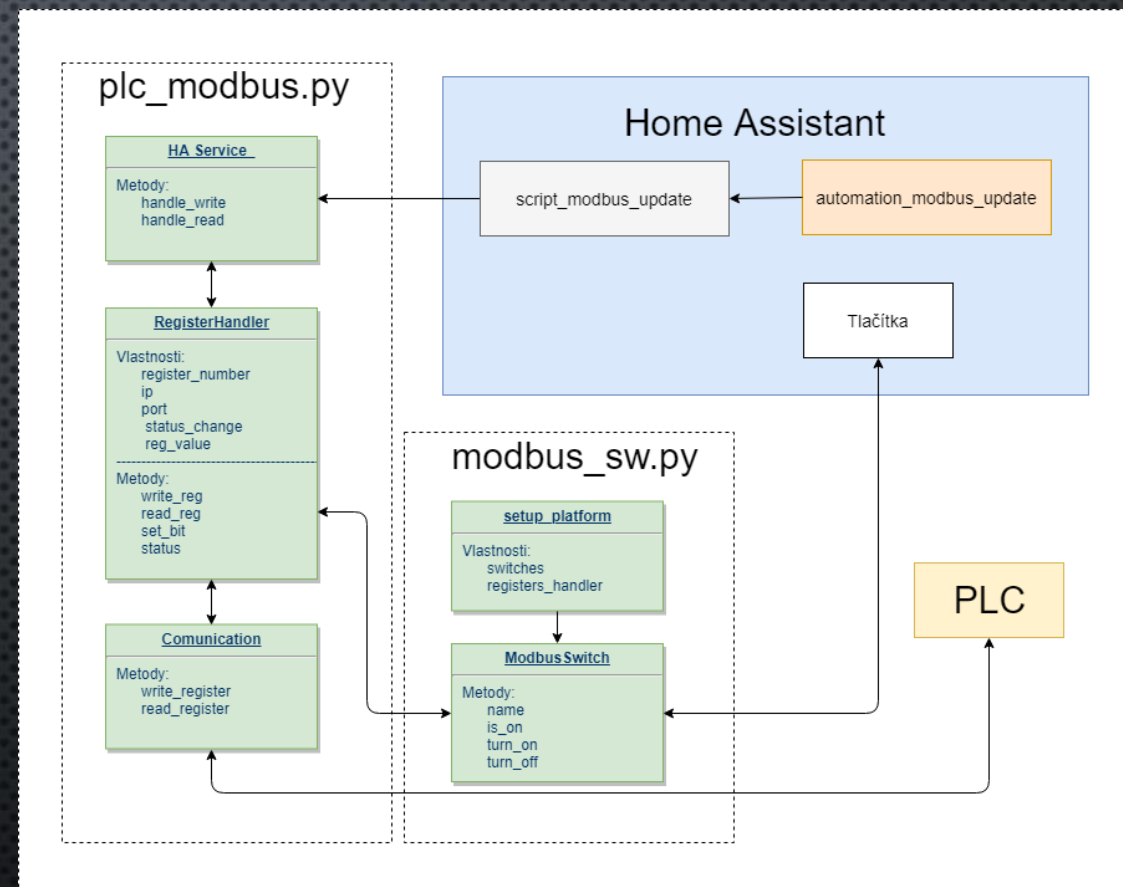 plc_modbus.py
HA Service_
Metody:
handle_write
handle_read
RegisterHandler
Vlastnosti:
register_number
ip
port
status_change
reg_value
Metody:
write_reg
read_reg
set_bit
status
Comunication
Metody:
write_register
read_register
Home Assistant
script_modbus_update
automation_modbus_update
Tlačítka
modbus_sw.py
setup_platform
Vlastnosti:
switches
registers_handler
ModbusSwitch
Metody:
name
is_on
turn_on
turn_off
PLC